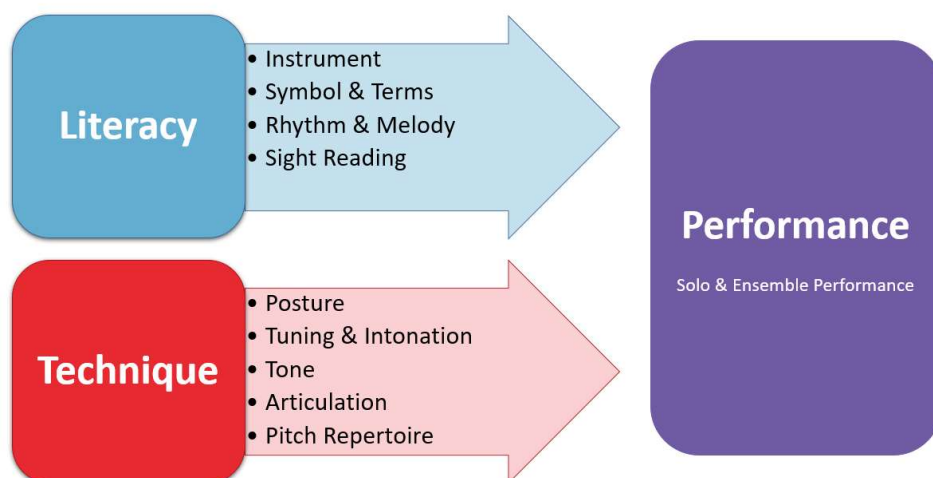 Literacy
• Instrument
• Symbol & Terms
• Rhythm & Melody
• Sight Reading
Technique
• Posture
• Tuning & Intonation
• Tone
• Articulation
• Pitch Repertoire
Performance
Solo & Ensemble Performance